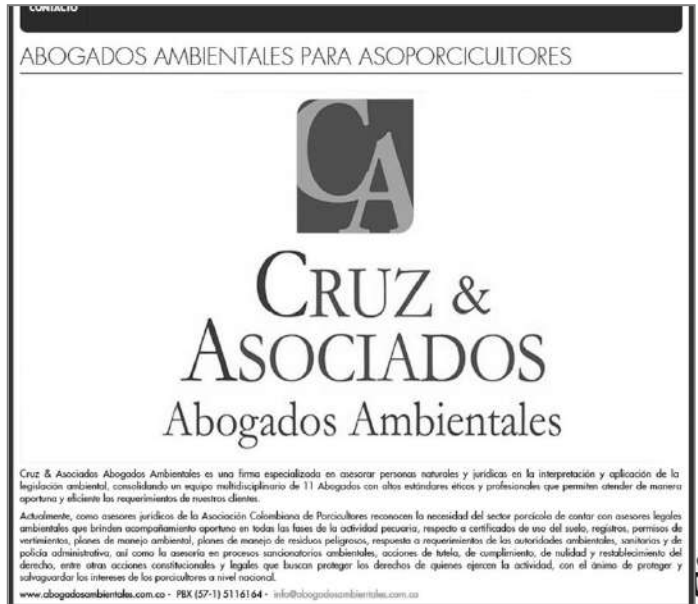 CONTACTO
ABOGADOS AMBIENTALES PARA ASOPORCICULTORES
CA
CRUZ &
ASOCIADOS
Abogados Ambientales
Cruz & Asociados Abogados Ambientales es una firma especializada en asesorar personas naturales y jurídicas en la interpretación y aplicación de la
legislación ambiental, consolidando un equipo multidisciplinario de 11 Abogados con altos estándares éticos y profesionales que permiten atender de manera
oportuna y eficiente los requerimientos de nuestros clientes.
Actualmente, como asesores jurídicos de la Asociación Colombiana de Porcicultores reconocen la necesidad del sector porcícola de contar con asesores legales
ambientales que brinden acompañamiento oportuno en todas las fases de la actividad pecuaria, respecto a certificados de uso del suelo, registros, permisos de
vertimientos, planes de manejo ambiental, planes de manejo de residuos peligrosos, respuesta a requerimientos de las autoridades ambientales, sanitarias y de
policía administrativa, así como la asesoría en procesos sancionatorios ambientales, acciones de tutela, de cumplimiento, de nulidad y restablecimiento del
derecho, entre otras acciones constitucionales y legales que buscan proteger los derechos de quienes ejercen la actividad, con el ánimo de proteger y
salvaguardar los intereses de los porcicultores a nivel nacional.
www.abogadosambientales.com.co - PBX (57-1) 5116164 - info@abogadosambientales.com.co